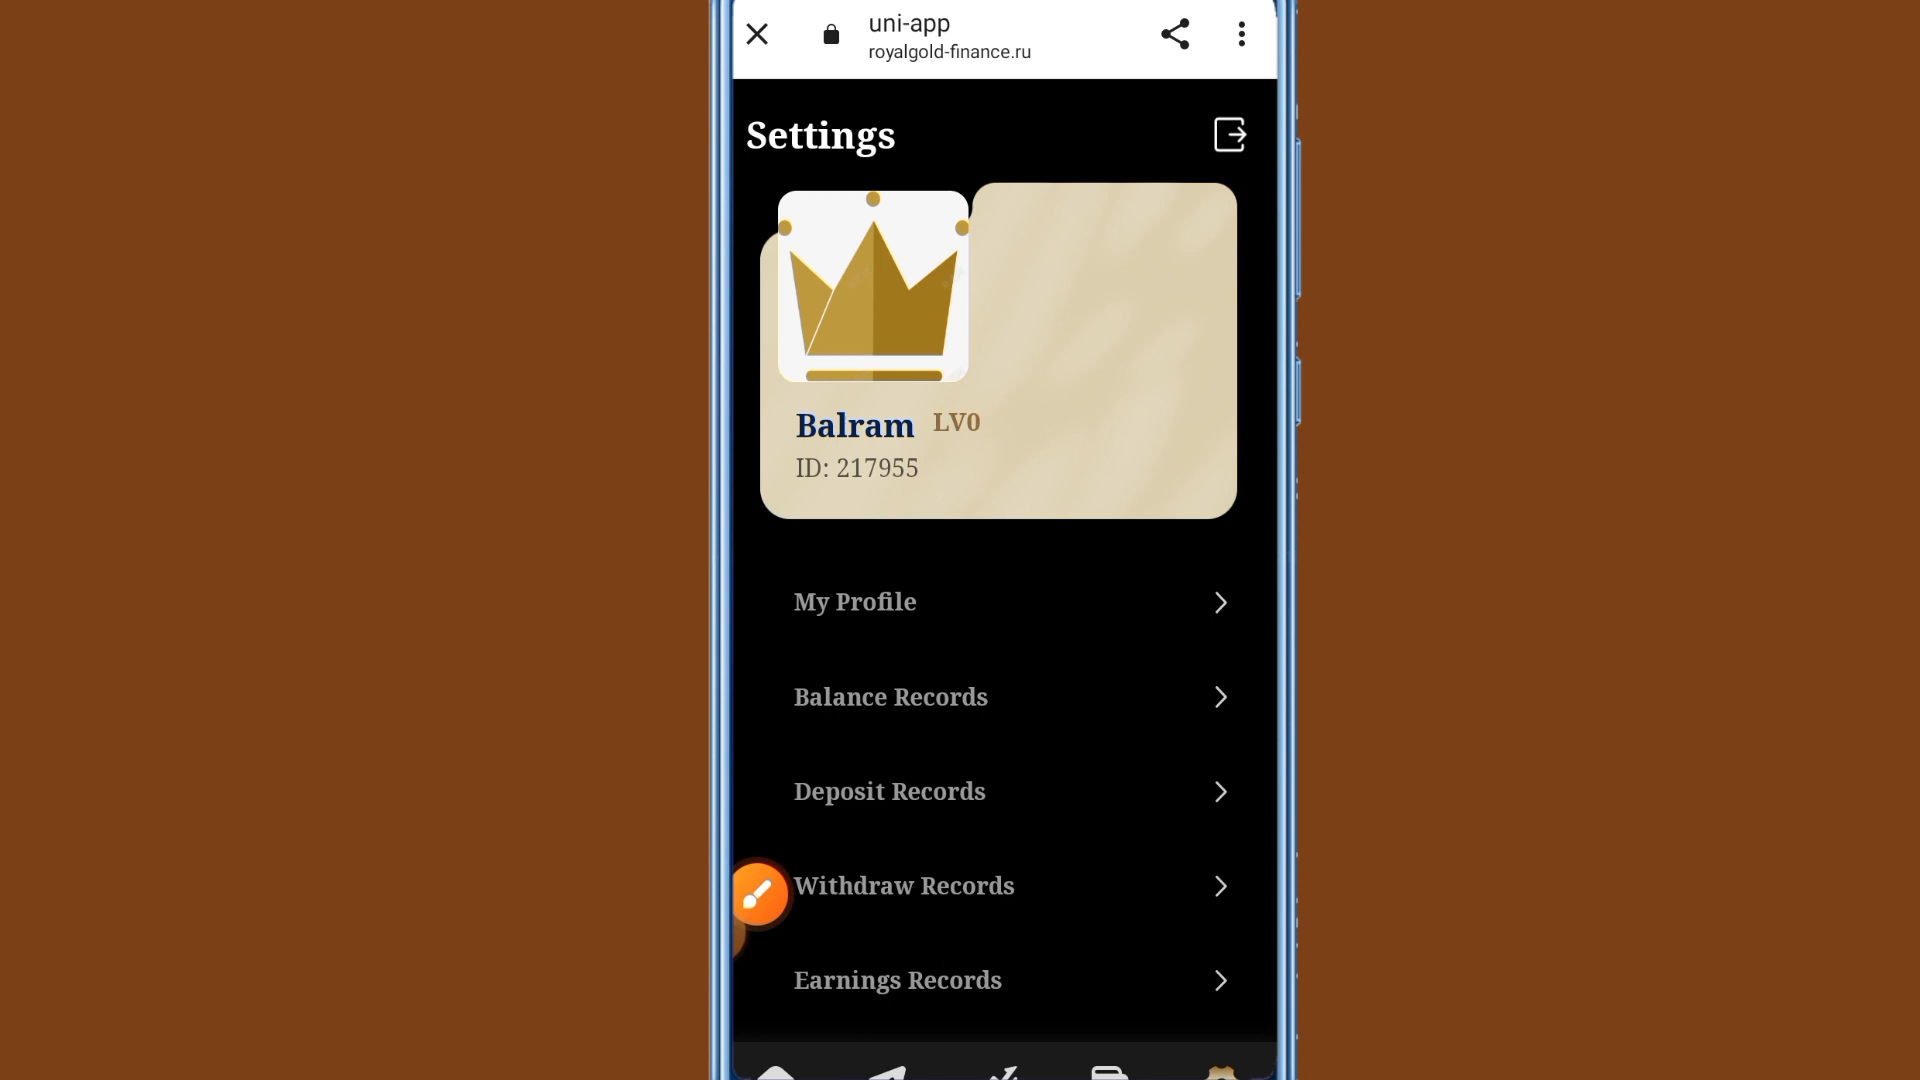 uni-app
royalgold-finance.ru
Settings
Balram LV0
ID: 217955
My Profile
Balance Records
Deposit Records
Withdraw Records
Earnings Records